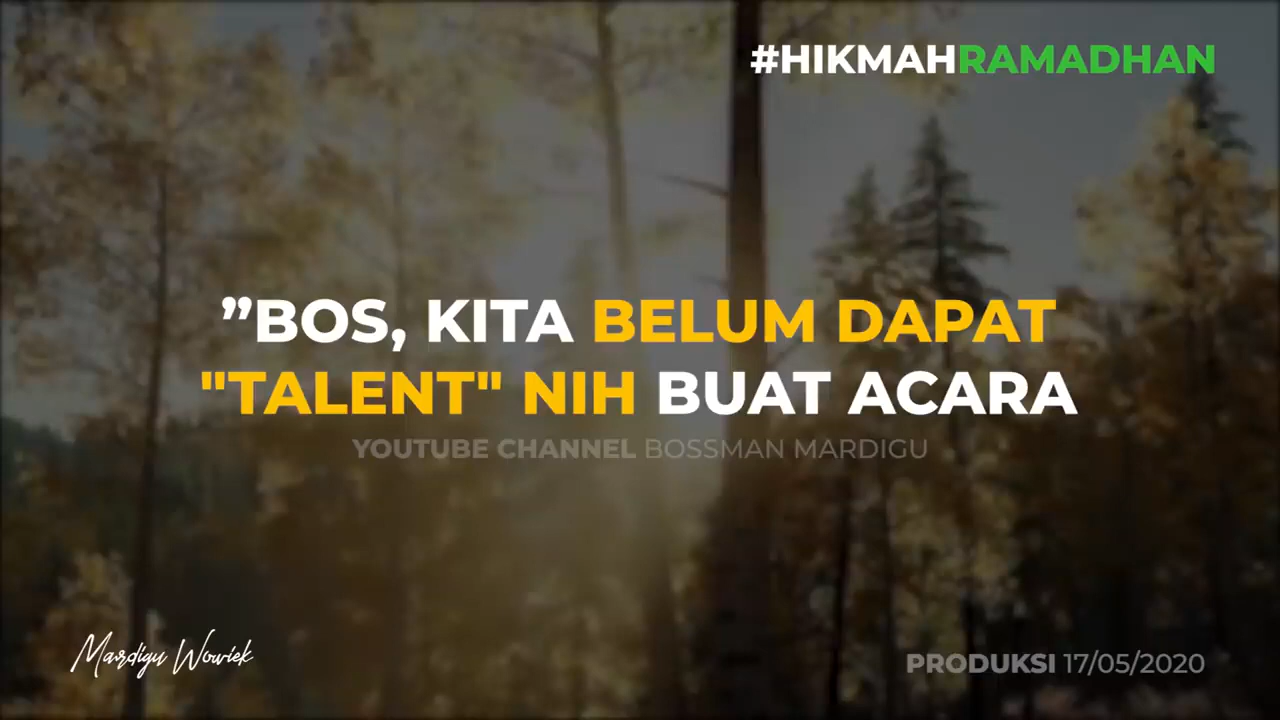 #HIKMAHRAMADHAN
”BOS, KITA BELUM DAPAT
"TALENT" NIH BUAT ACARA
YOUTUBE CHANNEL BOSSMAN MARDIGU
Mardigu Wowiek
PRODUKSI 17/05/2020